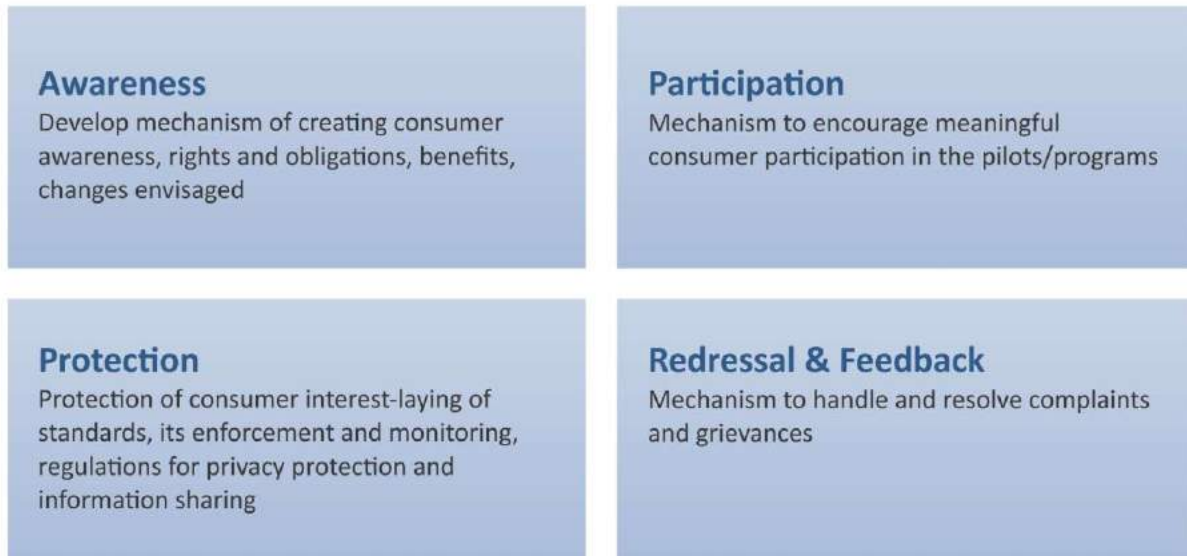 Awareness
Develop mechanism of creating consumer
awareness, rights and obligations, benefits,
changes envisaged
Participation
Mechanism to encourage meaningful
consumer participation in the pilots/programs
Protection
Protection of consumer interest-laying of
standards, its enforcement and monitoring,
regulations for privacy protection and
information sharing
Redressal & Feedback
Mechanism to handle and resolve complaints
and grievances